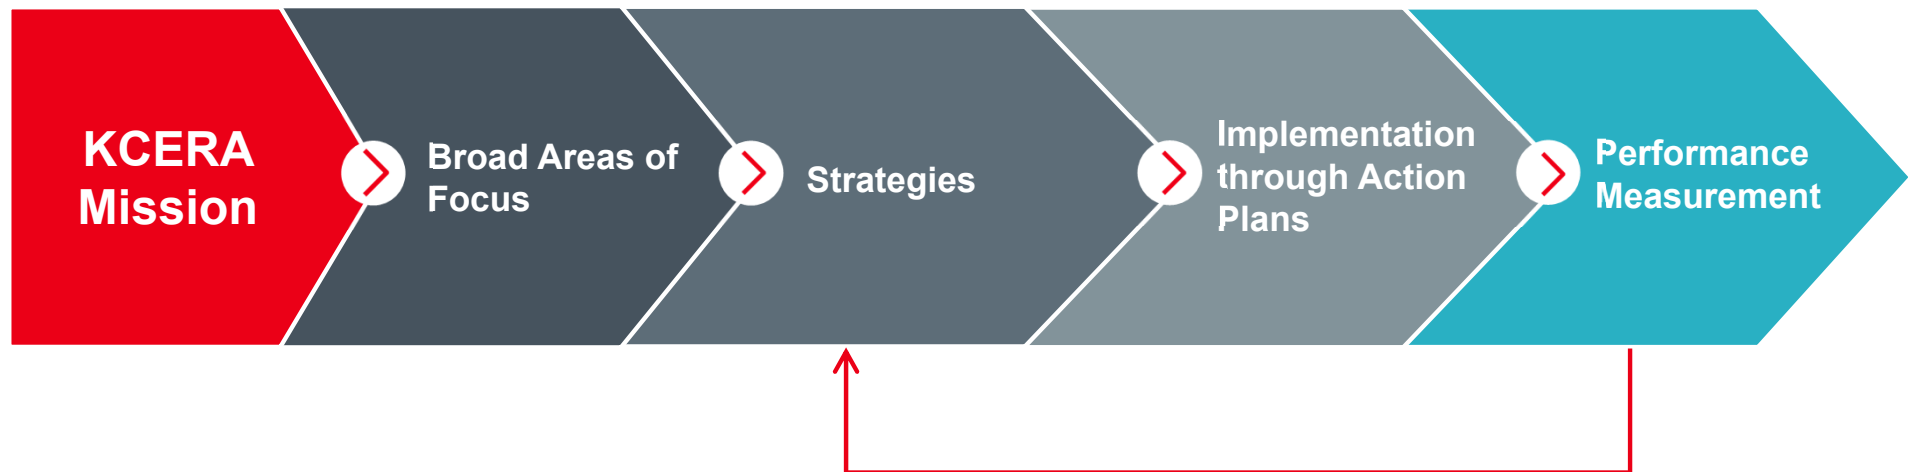 KCERA
Mission
Broad Areas of
Focus
Strategies
Implementation
through Action
Plans
Performance
Measurement